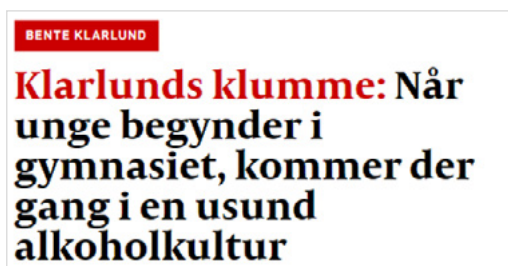 BENTE KLARLUND
Klarlunds klumme: Når
unge begynder i
gymnasiet, kommer der
gang i en usund
alkoholkultur